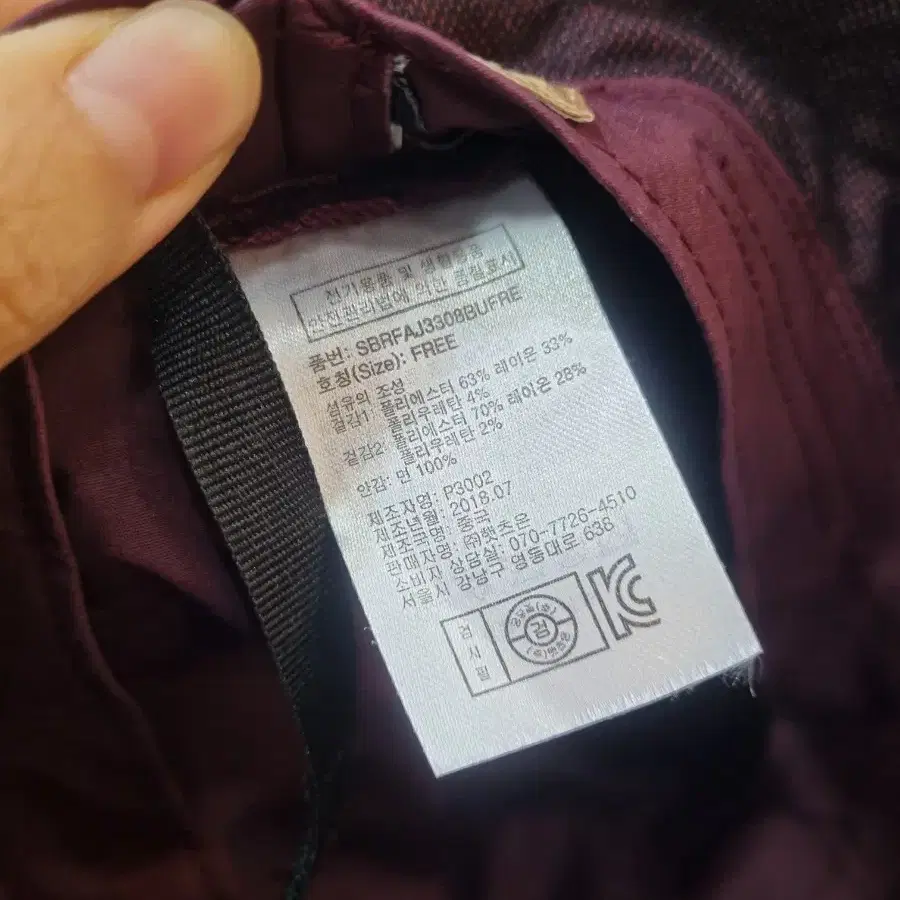 전기용품 및 생활용품
안전관리법에 의한 품질표시
품번: SBRFAJ3308BUFRE
호칭(Size): FREE
섬유의 조성
겉감1 폴리에스터 63% 레이온 33%
폴리우레탄 4%
겉감2 폴리에스터 70% 레이온 28%
폴리우레탄 2%
안감: 면 100%
제조자명: P3002
제조년월: 2018.07
제조국명: 중국
판매자명: ㈜햇츠온
소비자 상담실: 070-7726-4510
서울시 강남구 영동대로 638
검사필
검